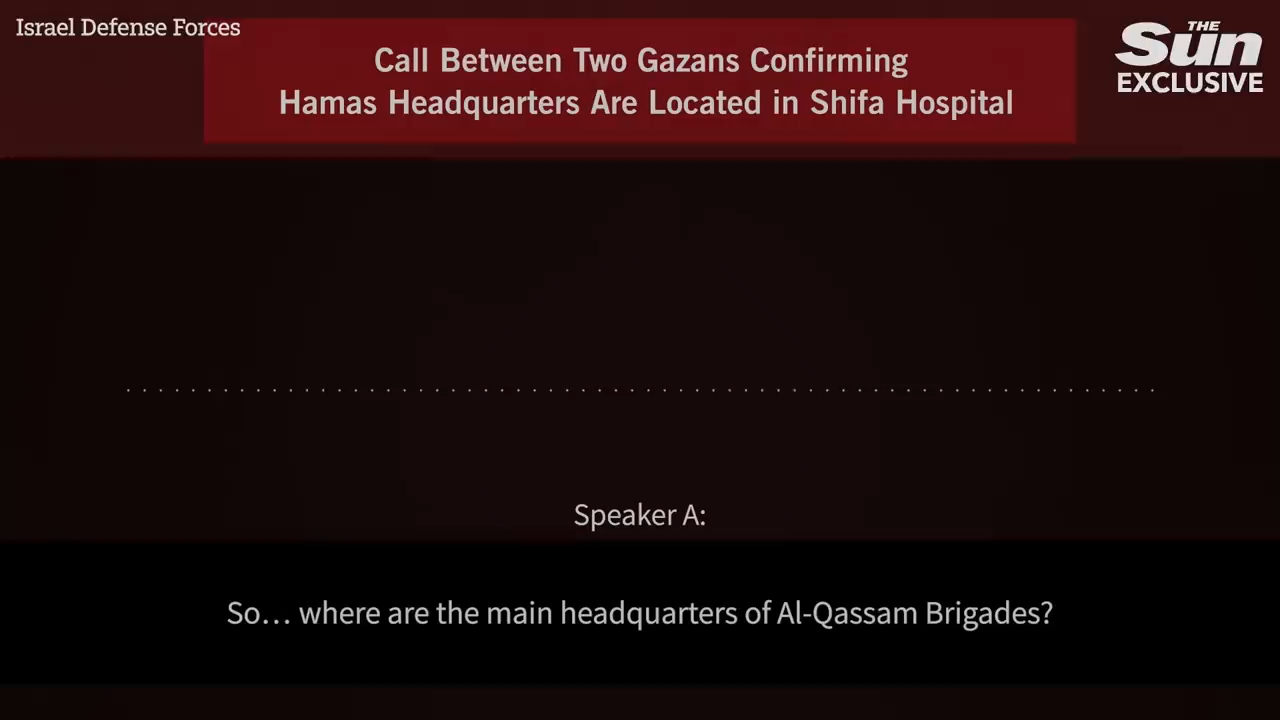 Israel Defense Forces
THE
Sun
EXCLUSIVE
Call Between Two Gazans Confirming
Hamas Headquarters Are Located in Shifa Hospital
Speaker A:
So… where are the main headquarters of Al-Qassam Brigades?